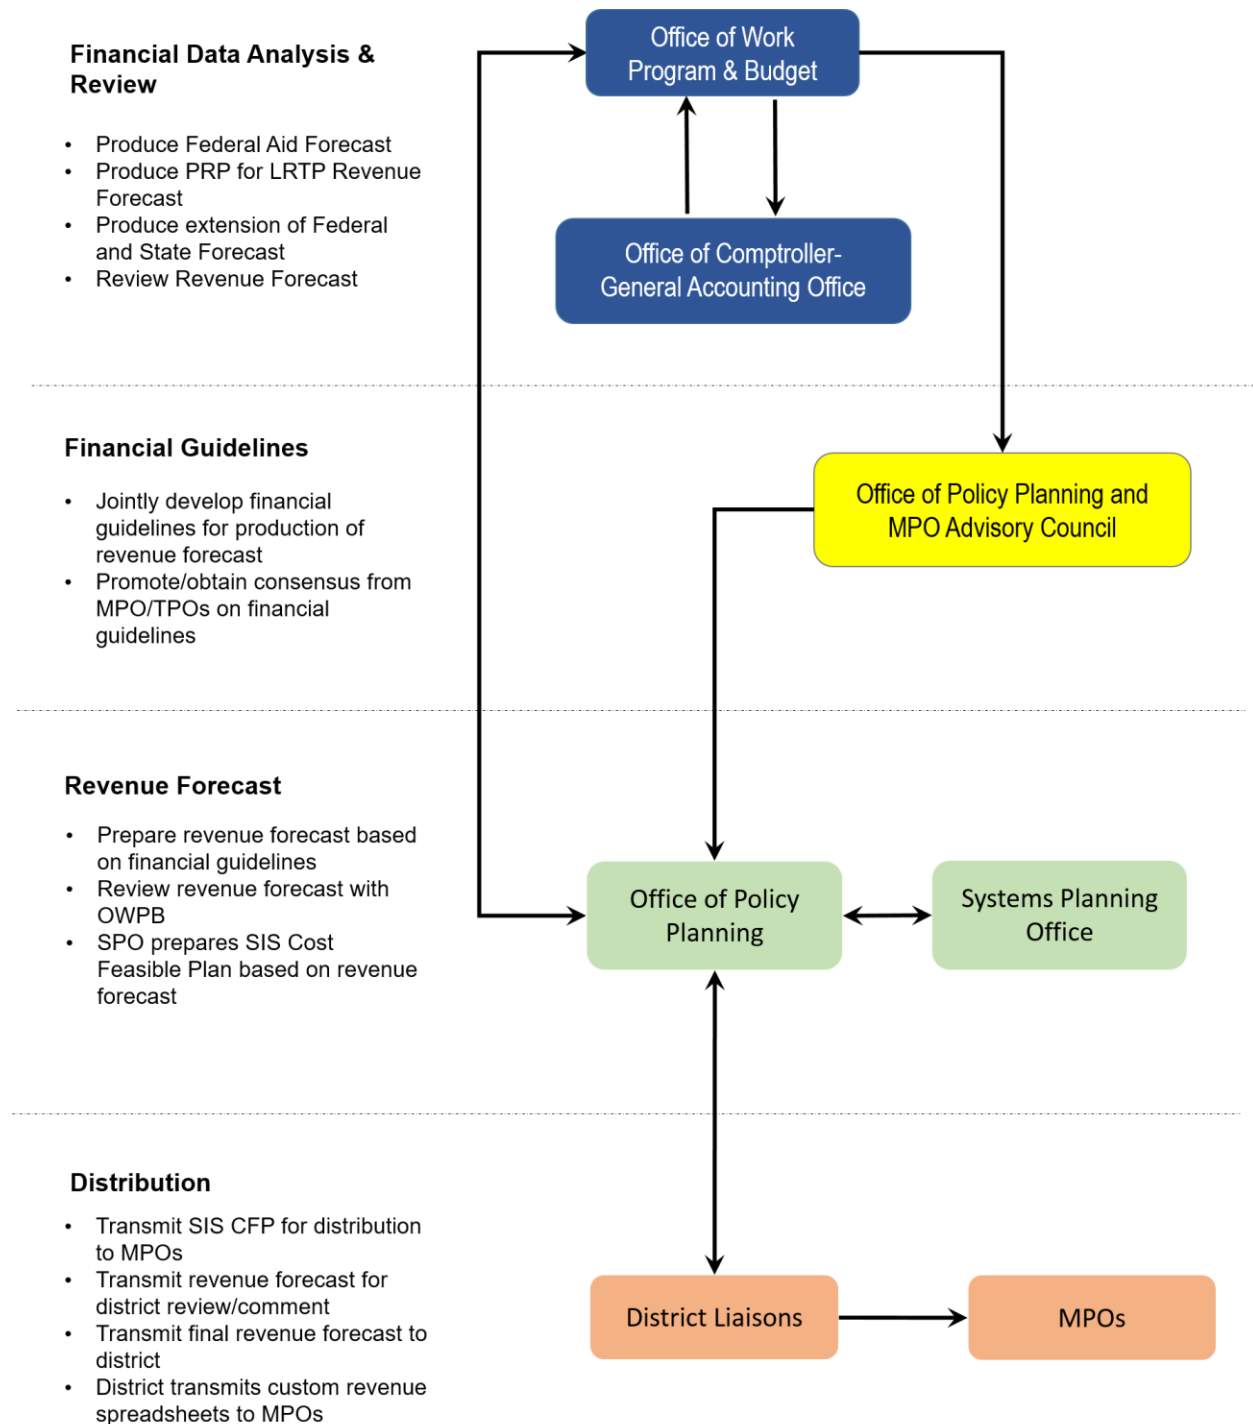 Financial Data Analysis &
Review
• Produce Federal Aid Forecast
• Produce PRP for LRTP Revenue
Forecast
• Produce extension of Federal
and State Forecast
• Review Revenue Forecast
Office of Work
Program & Budget
Office of Comptroller-
General Accounting Office
Financial Guidelines
• Jointly develop financial
guidelines for production of
revenue forecast
• Promote/obtain consensus from
MPO/TPOs on financial
guidelines
Office of Policy Planning and
MPO Advisory Council
Revenue Forecast
• Prepare revenue forecast based
on financial guidelines
• Review revenue forecast with
OWPB
• SPO prepares SIS Cost
Feasible Plan based on revenue
forecast
Office of Policy
Planning
Systems Planning
Office
Distribution
• Transmit SIS CFP for distribution
to MPOs
• Transmit revenue forecast for
district review/comment
• Transmit final revenue forecast to
district
• District transmits custom revenue
spreadsheets to MPOs
District Liaisons
MPOs